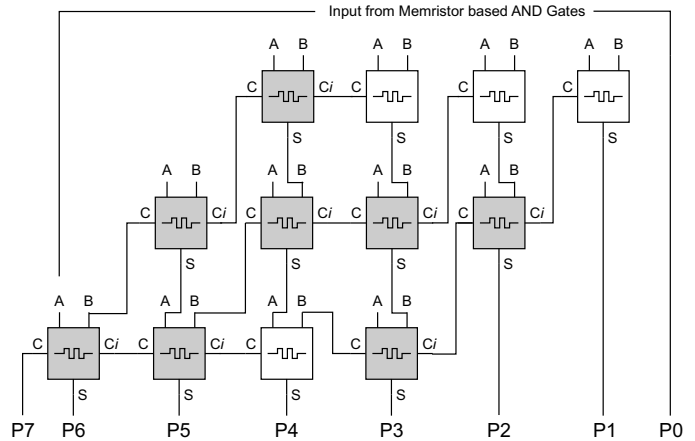 Input from Memristor based AND Gates
A B A B A B A B
C Ci C C C
S S S S
A B A B A B A B
C Ci C Ci C Ci C Ci
S S S S
A B A B A B A B
C Ci C Ci C C Ci
S S S S
P7 P6 P5 P4 P3 P2 P1 P0